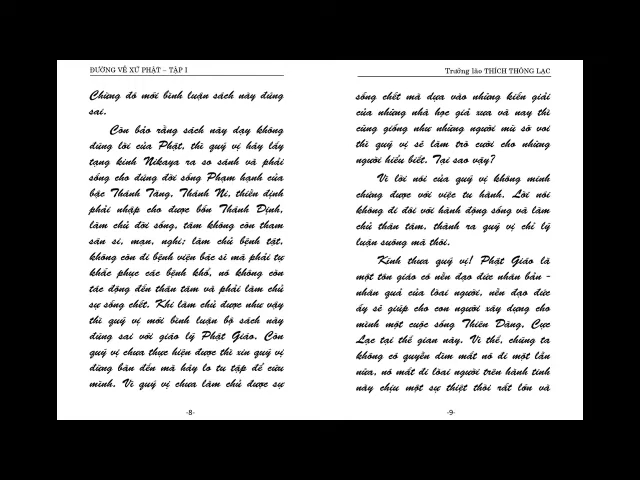 ĐƯỜNG VỀ XỨ PHẬT – TẬP I
Chừng đó mới bình luận sách này đúng
sai.
Còn bảo rằng sách này dạy không
đúng lời của Phật, thì quý vị hãy lấy
tạng kinh Nikaya ra so sánh và phải
sống cho đúng đời sống Phạm hạnh của
bậc Thánh Tăng, Thánh Ni, thiền định
phải nhập cho được bốn Thánh Định,
làm chủ đời sống, tâm không còn tham
sân si, mạn, nghi; làm chủ bệnh tật,
không còn đi bệnh viện bác sĩ mà phải tự
khắc phục các bệnh khổ, nó không còn
tác động đến thân tâm và phải làm chủ
sự sống chết. Khi làm chủ được như vậy
thì quý vị mới bình luận bộ sách này
đúng sai với giáo lý Phật Giáo. Còn
quý vị chưa thực hiện được thì xin quý vị
đừng bàn đến mà hãy lo tu tập để cứu
mình. Vì quý vị chưa làm chủ được sự
-8-
Trưởng lão THÍCH THÔNG LẠC
sống chết mà dựa vào những kiến giải
của những nhà học giả xưa và nay thì
cũng giống như những người mù sờ voi
thì quý vị sẽ làm trò cười cho những
người hiểu biết. Tại sao vậy?
Vì lời nói của quý vị không minh
chứng được với việc tu hành. Lời nói
không đi đôi với hành động sống và làm
chủ thân tâm, thành ra quý vị chỉ lý
luận suông mà thôi.
Kính thưa quý vị! Phật Giáo là
một tôn giáo có nền đạo đức nhân bản -
nhân quả của lòai người, nền đạo đức
ấy sẽ giúp cho con người xây dựng cho
mình một cuộc sống Thiên Đàng, Cực
Lạc tại thế gian này. Vì thế, chúng ta
không có quyền dìm mất nó đi một lần
nữa, nó mất đi lòai người trên hành tinh
này chịu một sự thiệt thòi rất lớn và
-9-